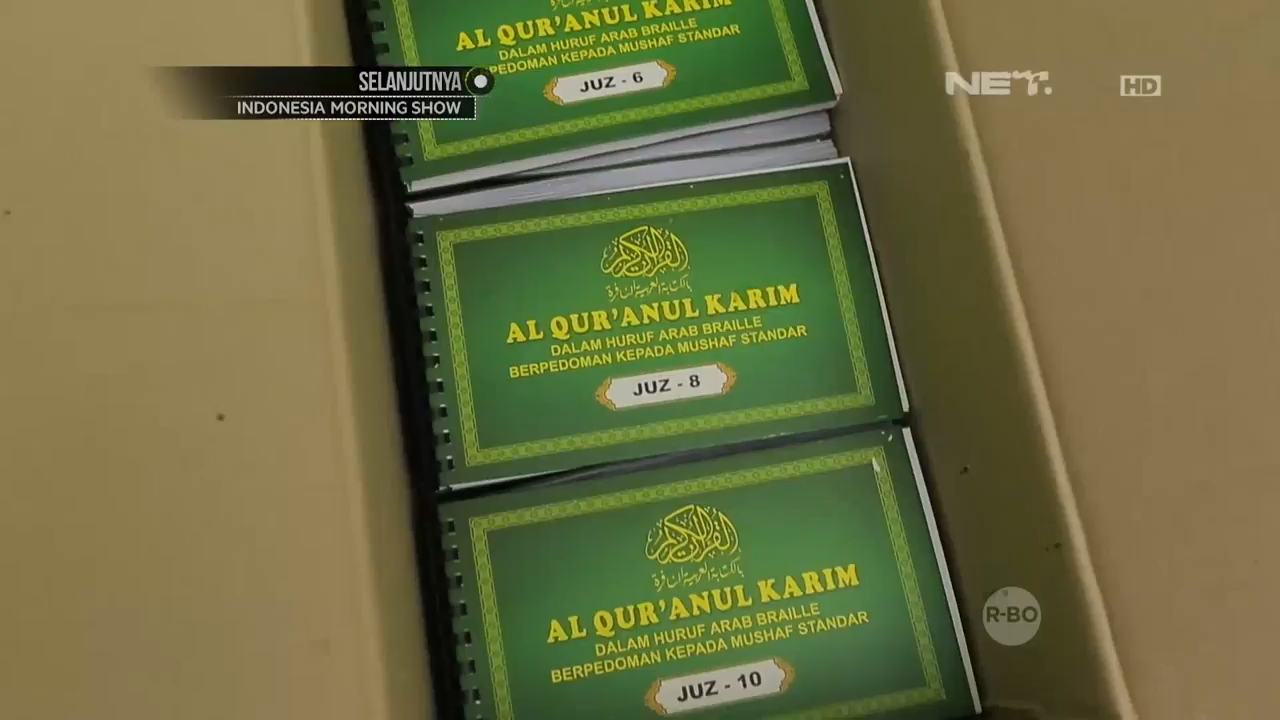 SELANJUTNYA
INDONESIA MORNING SHOW
NET.
HD
AL QUR'ANUL KARIM
DALAM HURUF ARAB BRAILLE
PEDOMAN KEPADA MUSHAF STANDAR
JUZ - 6
القرآن الكريم
AL QUR'ANUL KARIM
DALAM HURUF ARAB BRAILLE
BERPEDOMAN KEPADA MUSHAF STANDAR
JUZ - 8
القرآن الكريم
AL QUR'ANUL KARIM
DALAM HURUF ARAB BRAILLE
BERPEDOMAN KEPADA MUSHAF STANDAR
JUZ - 10
R-BO